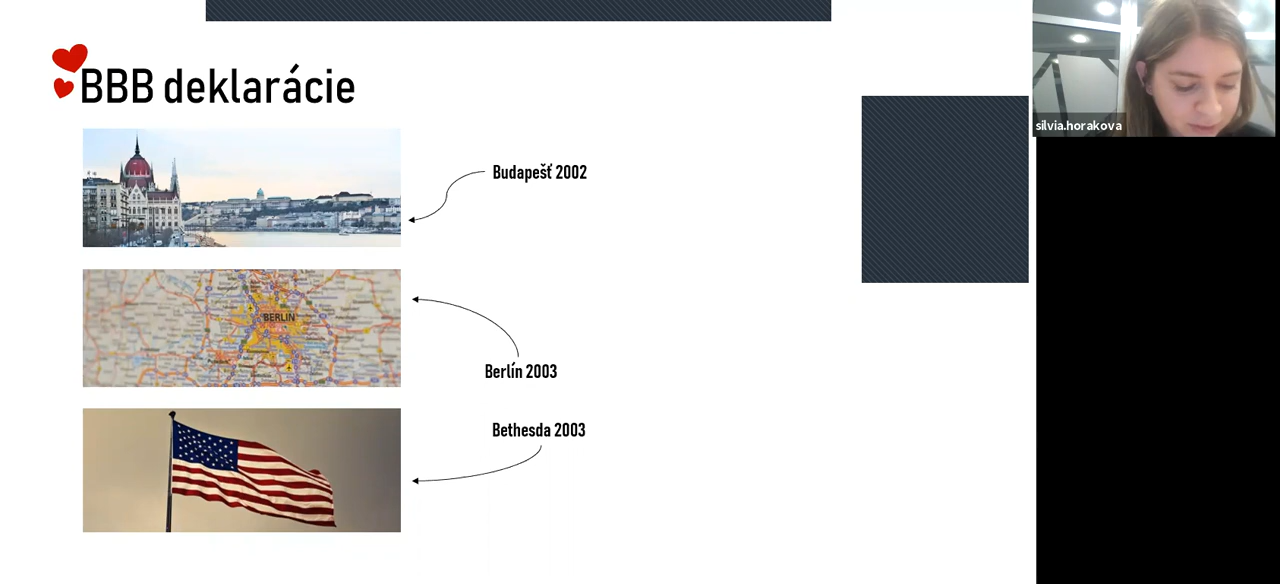 BBB deklarácie
silvia.horakova
Budapešť 2002
BERLIN
Berlín 2003
Bethesda 2003